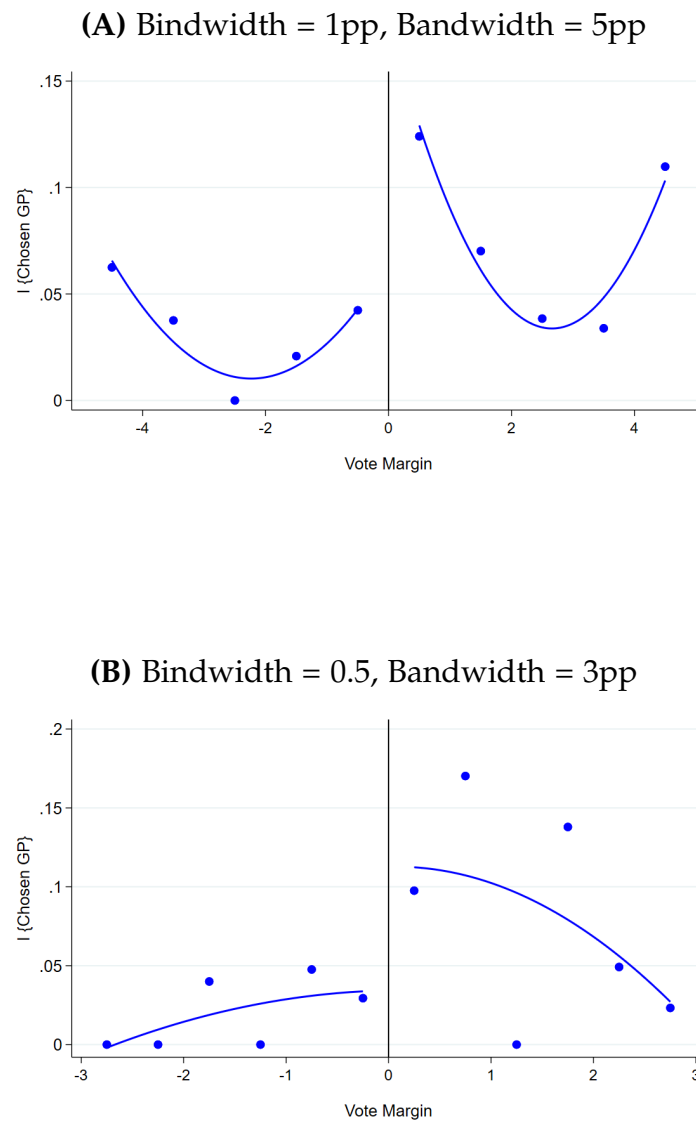 (A) Bindwidth = 1pp, Bandwidth = 5pp
.15
.1
.05
0
I {Chosen GP}
-4 -2 0 2 4
Vote Margin
(B) Bindwidth = 0.5, Bandwidth = 3pp
.2
.15
.1
.05
0
I {Chosen GP}
-3 -2 -1 0 1 2 3
Vote Margin